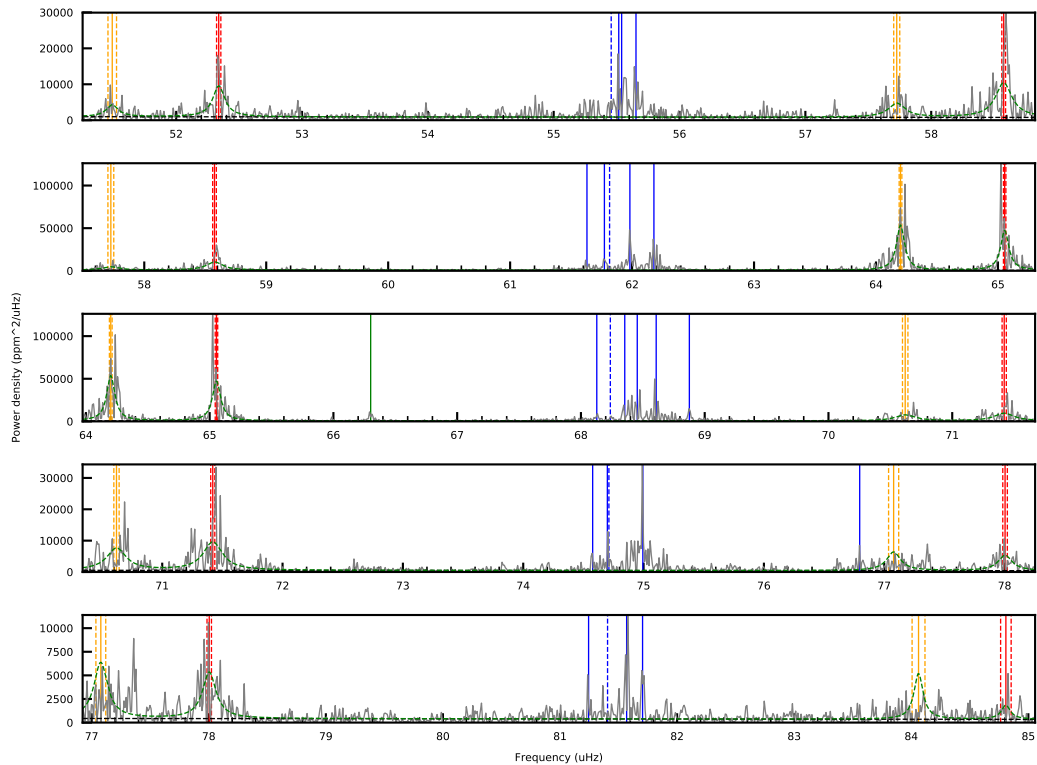 30000
20000
10000
0
52 53 54 55 56 57 58
100000
50000
0
58 59 60 61 62 63 64 65
Power density (ppm^2/uHz)
100000
50000
0
64 65 66 67 68 69 70 71
30000
20000
10000
0
71 72 73 74 75 76 77 78
10000
7500
5000
2500
0
77 78 79 80 81 82 83 84 85
Frequency (uHz)